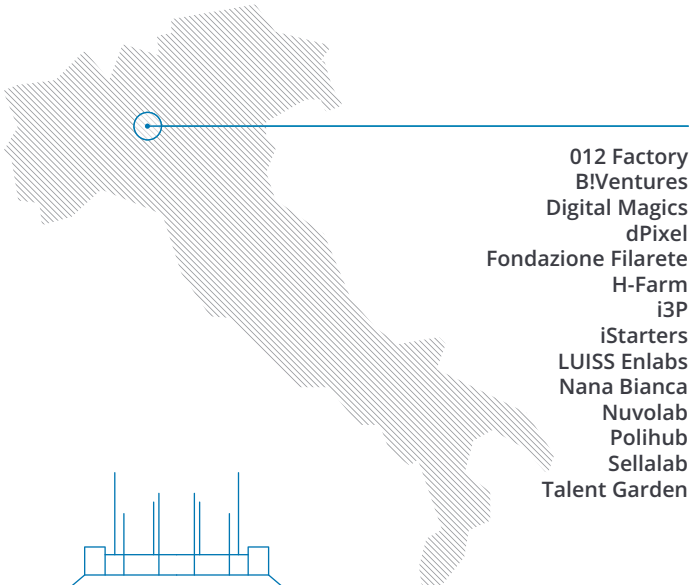 012 Factory
B!Ventures
Digital Magics
dPixel
Fondazione Filarete
H-Farm
i3P
iStarters
LUISS Enlabs
Nana Bianca
Nuvolab
Polihub
Sellalab
Talent Garden